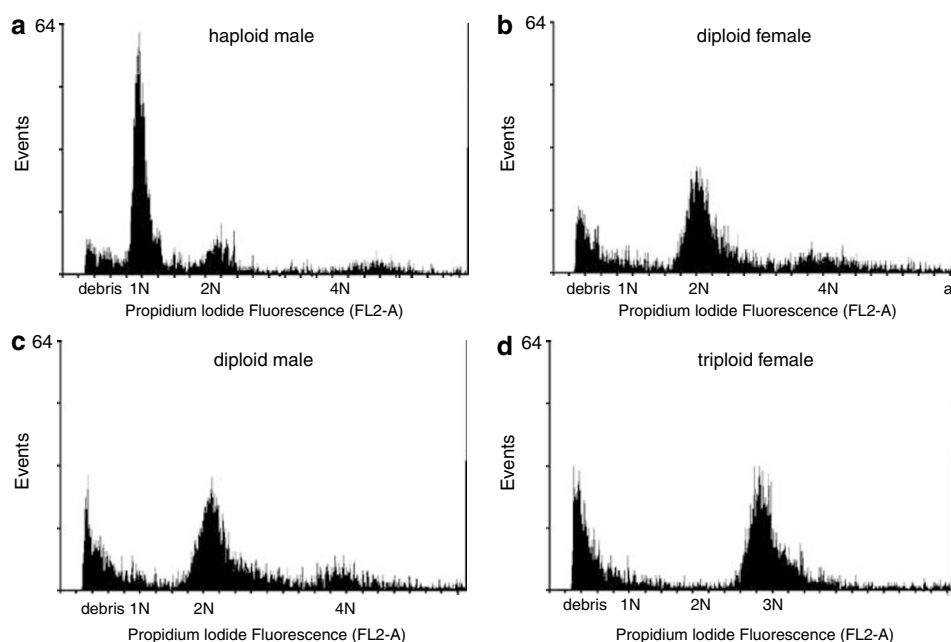 a
64
haploid male
Events
debris 1N 2N 4N
Propidium Iodide Fluorescence (FL2-A)
b
64
diploid female
Events
debris 1N 2N 4N a
Propidium Iodide Fluorescence (FL2-A)
c
64
diploid male
Events
debris 1N 2N 4N
Propidium Iodide Fluorescence (FL2-A)
d
64
triploid female
Events
debris 1N 2N 3N
Propidium Iodide Fluorescence (FL2-A)